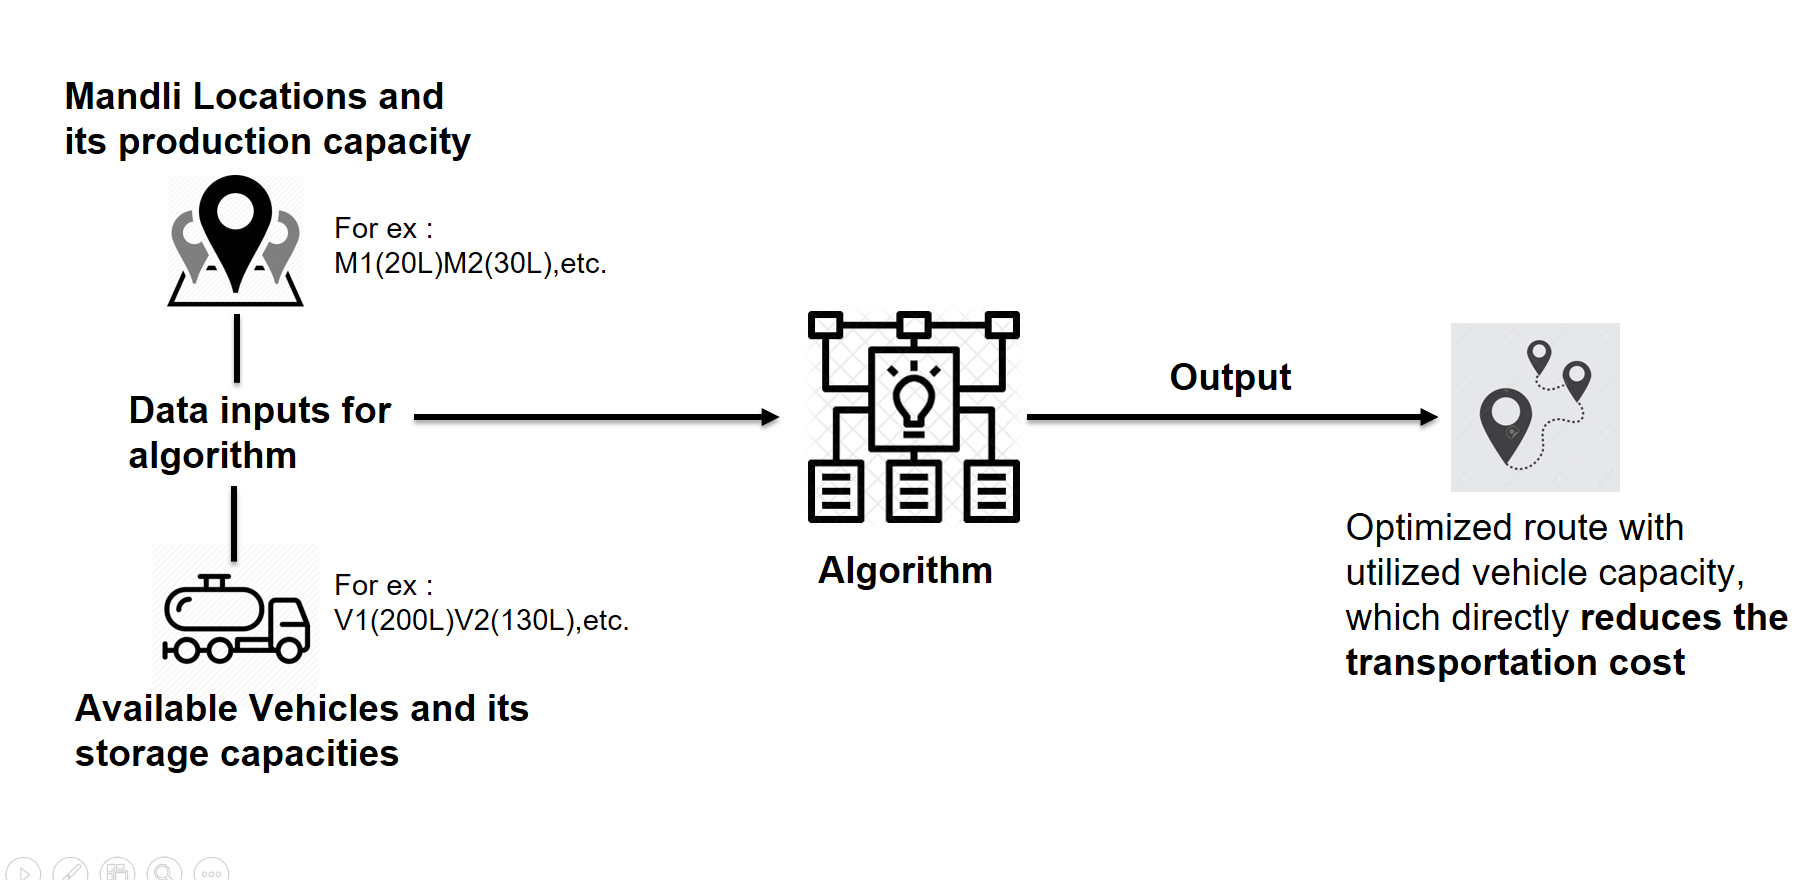 Mandli Locations and
its production capacity
For ex :
M1(20L)M2(30L),etc.
Data inputs for
algorithm
For ex :
V1(200L)V2(130L),etc.
Available Vehicles and its
storage capacities
Algorithm
Output
Optimized route with
utilized vehicle capacity,
which directly reduces the
transportation cost